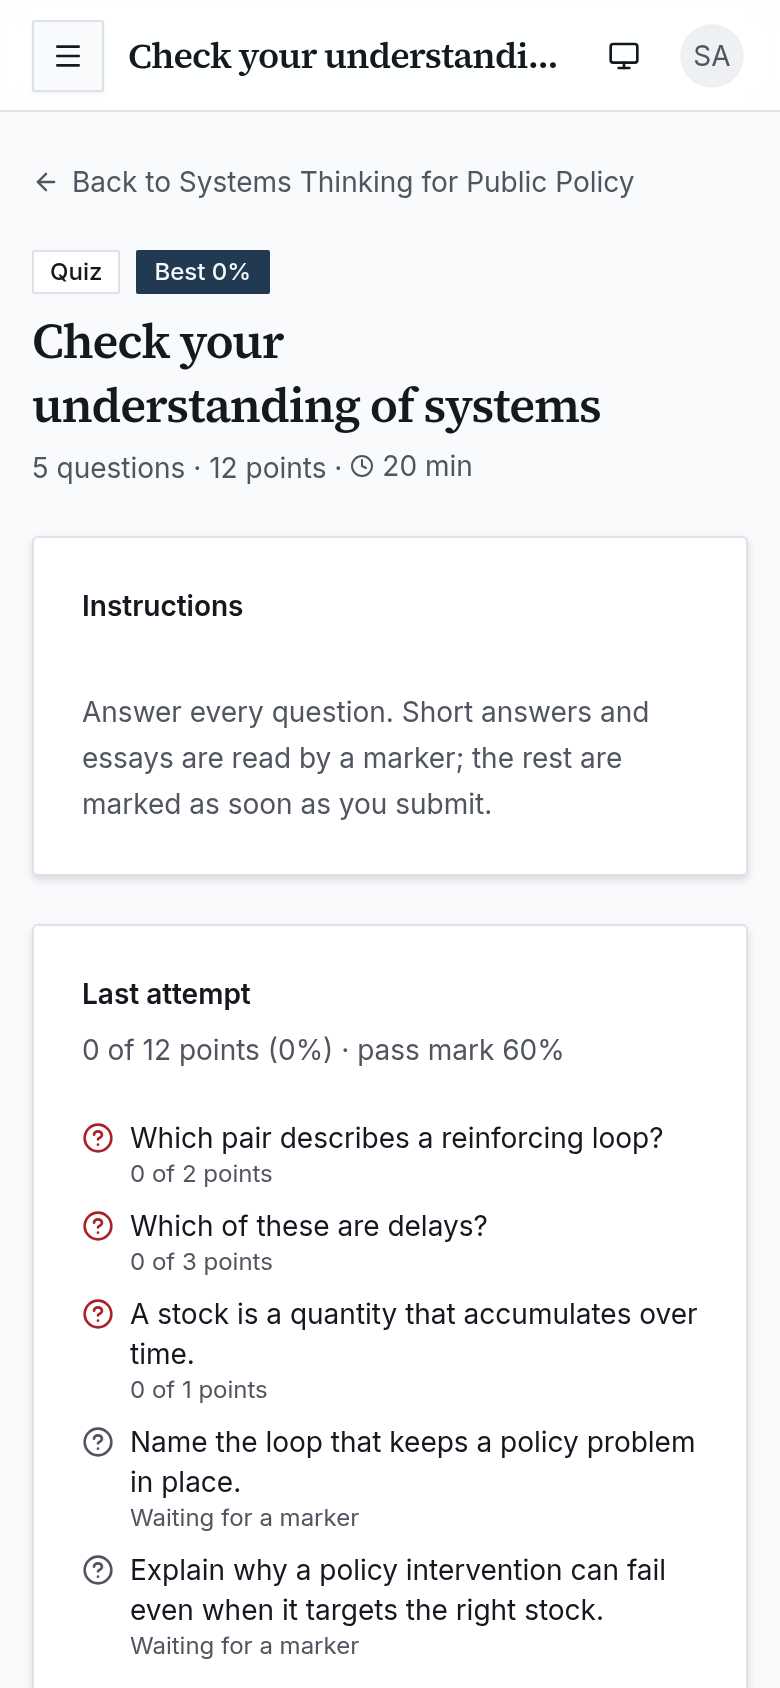 Check your understandi...
SA
Back to Systems Thinking for Public Policy
Quiz
Best 0%
Check your
understanding of systems
5 questions · 12 points · 20 min
Instructions
Answer every question. Short answers and
essays are read by a marker; the rest are
marked as soon as you submit.
Last attempt
0 of 12 points (0%) · pass mark 60%
Which pair describes a reinforcing loop?
0 of 2 points
Which of these are delays?
0 of 3 points
A stock is a quantity that accumulates over
time.
0 of 1 points
Name the loop that keeps a policy problem
in place.
Waiting for a marker
Explain why a policy intervention can fail
even when it targets the right stock.
Waiting for a marker